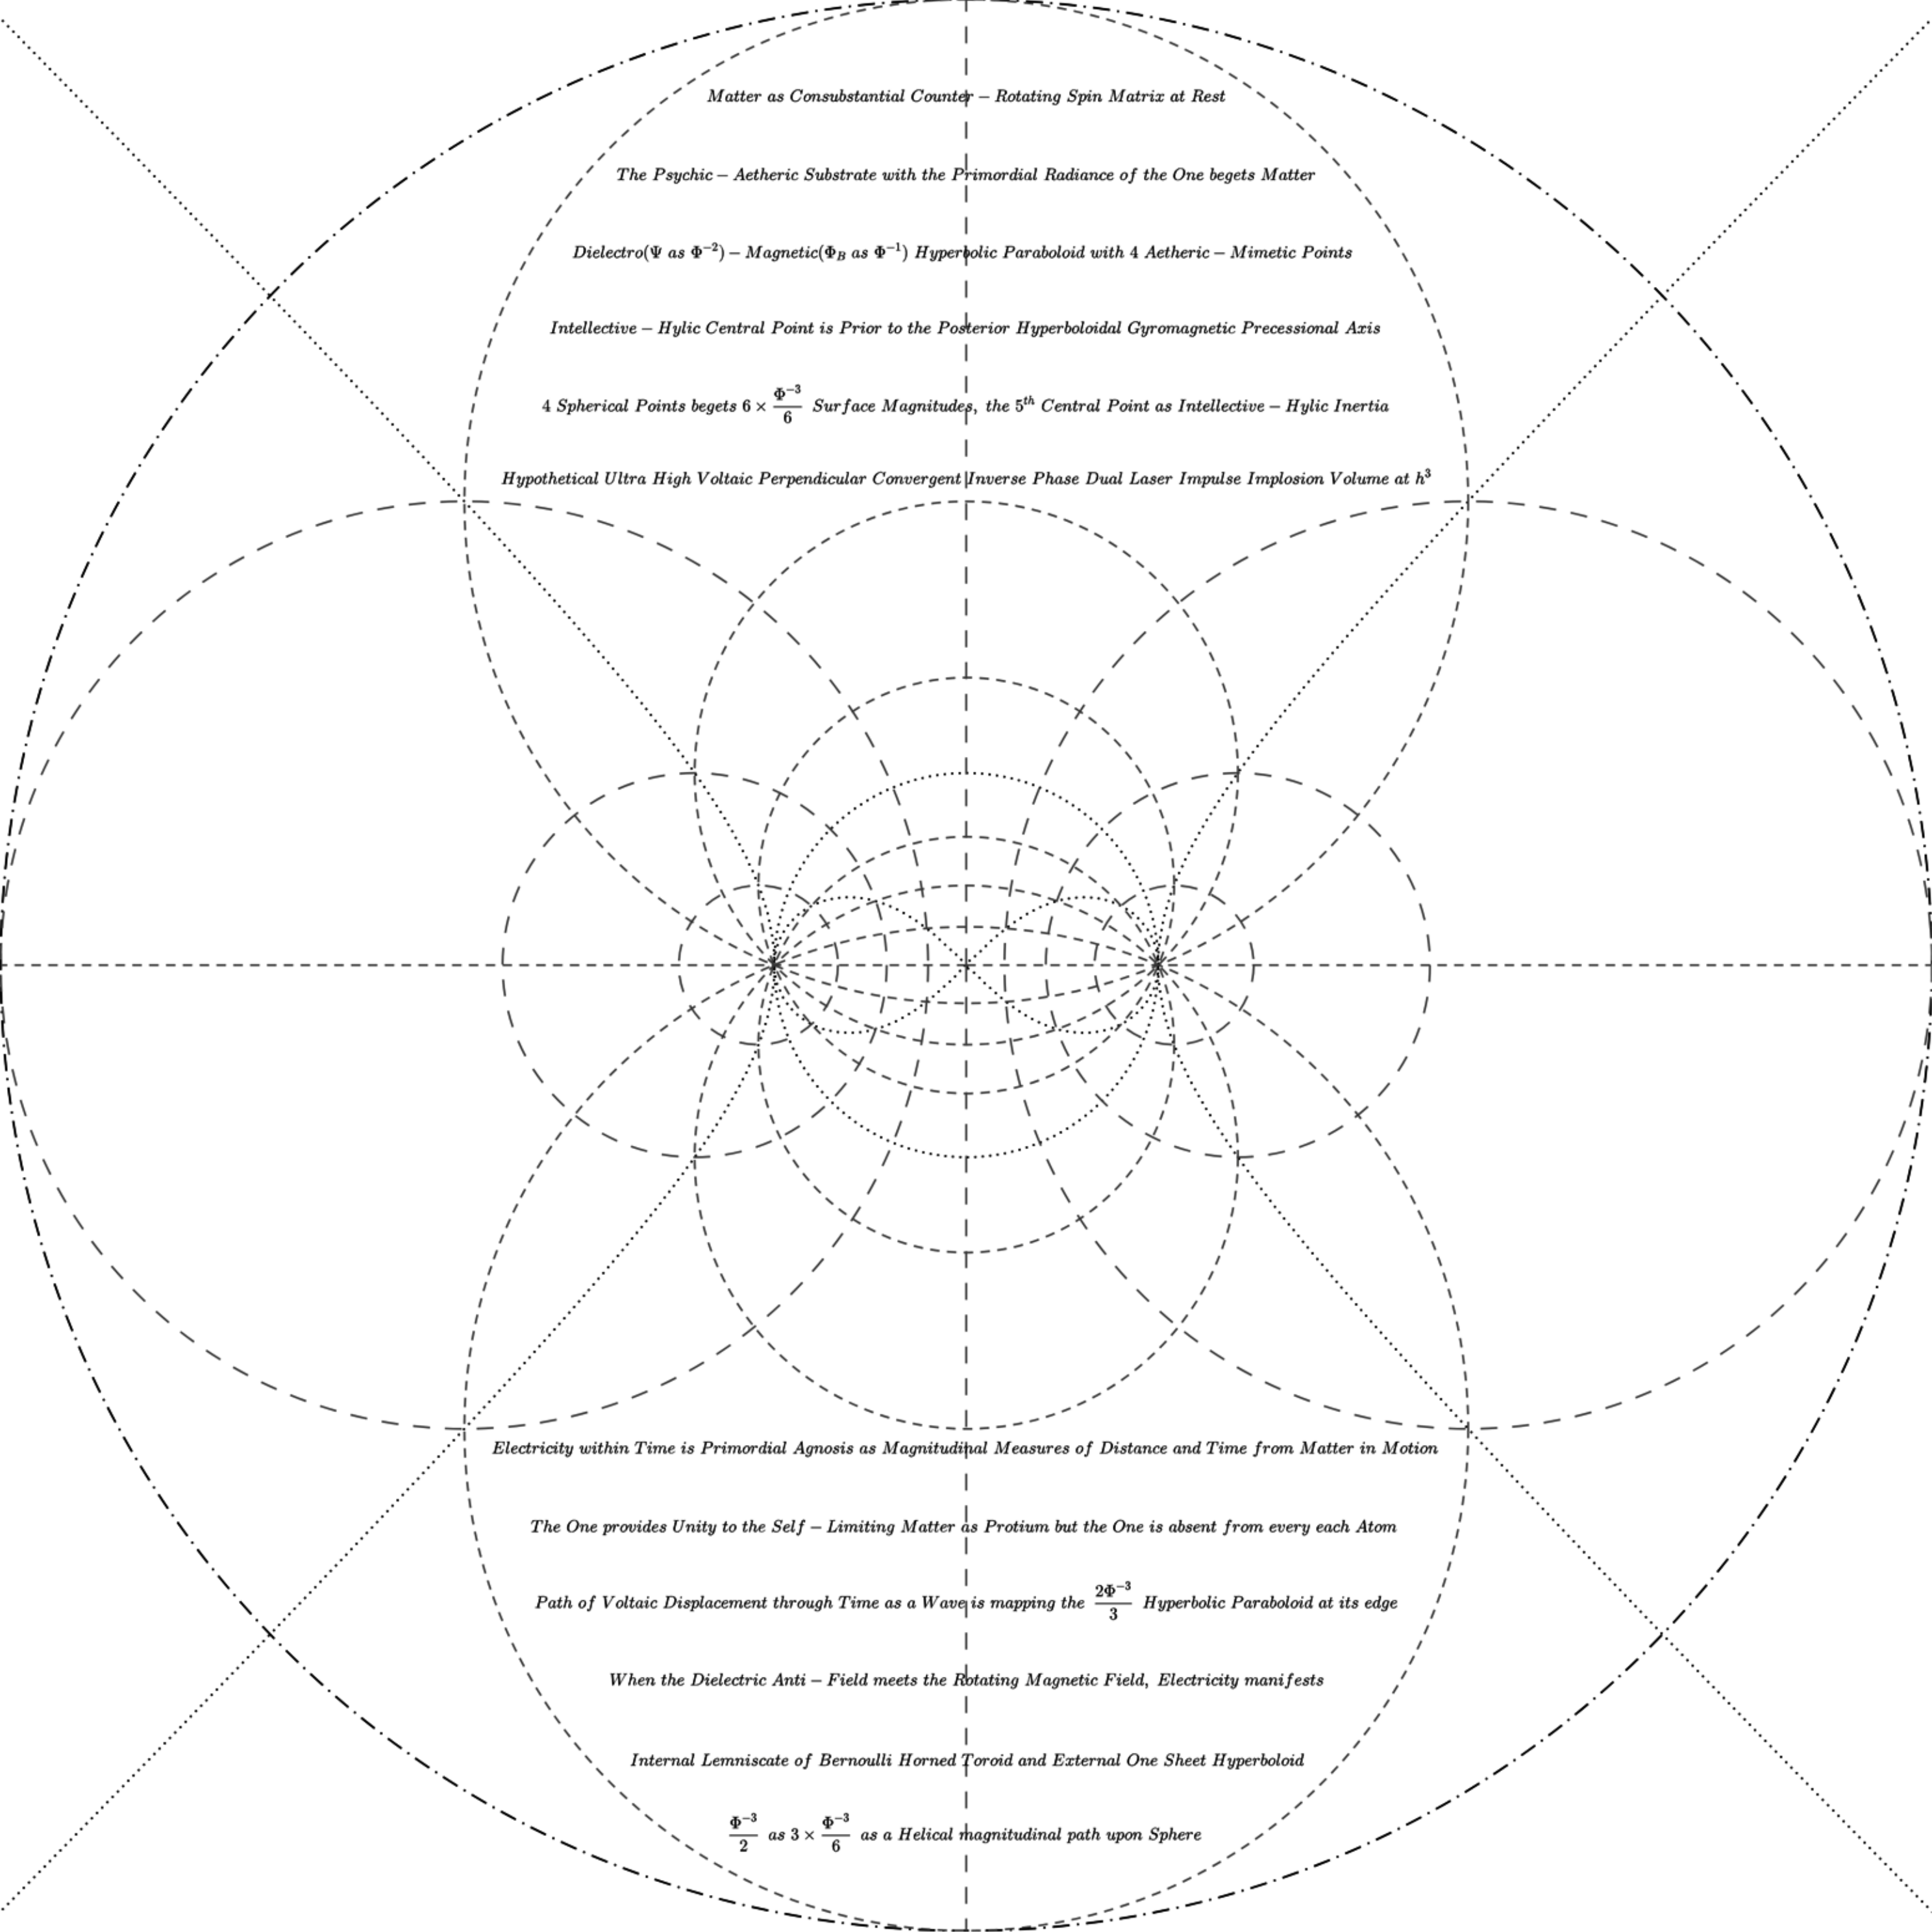 Matter as Consubstantial Counter – Rotating Spin Matrix at Rest
The Psychic – Aetheric Substrate with the Primordial Radiance of the One begets Matter
Dielectro(Ψ as Φ⁻²) – Magnetic(Φ_B as Φ⁻¹) Hyperbolic Paraboloid with 4 Aetheric – Mimetic Points
Intellective – Hylic Central Point is Prior to the Posterior Hyperboloidal Gyromagnetic Precessional Axis
4 Spherical Points begets 6 × Φ⁻³/6 Surface Magnitudes, the 5ᵗʰ Central Point as Intellective – Hylic Inertia
Hypothetical Ultra High Voltaic Perpendicular Convergent Inverse Phase Dual Laser Impulse Implosion Volume at h³
Electricity within Time is Primordial Agnosis as Magnitudinal Measures of Distance and Time from Matter in Motion
The One provides Unity to the Self – Limiting Matter as Protium but the One is absent from every each Atom
Path of Voltaic Displacement through Time as a Wave is mapping the 2Φ⁻³/3 Hyperbolic Paraboloid at its edge
When the Dielectric Anti – Field meets the Rotating Magnetic Field, Electricity manifests
Internal Lemniscate of Bernoulli Horned Toroid and External One Sheet Hyperboloid
Φ⁻³/2 as 3 × Φ⁻³/6 as a Helical magnitudinal path upon Sphere